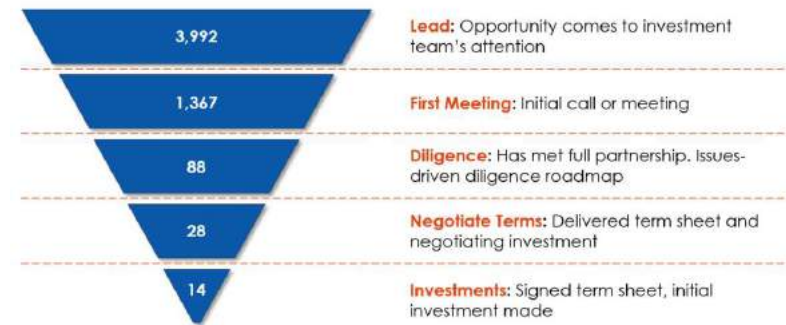 3,992
Lead: Opportunity comes to investment
team's attention
1,367
First Meeting: Initial call or meeting
88
Diligence: Has met full partnership. Issues-
driven diligence roadmap
28
Negotiate Terms: Delivered term sheet and
negotiating investment
14
Investments: Signed term sheet, initial
investment made